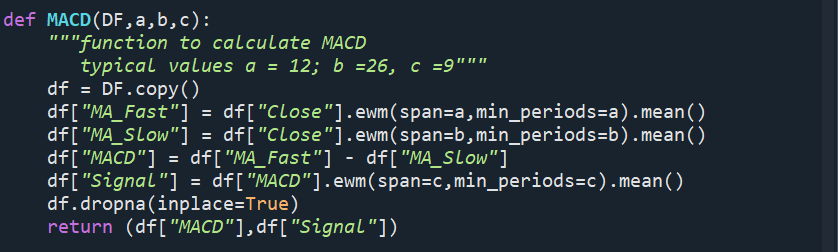 def MACD(DF,a,b,c):
    """function to calculate MACD
       typical values a = 12; b =26, c =9"""
    df = DF.copy()
    df["MA_Fast"] = df["Close"].ewm(span=a,min_periods=a).mean()
    df["MA_Slow"] = df["Close"].ewm(span=b,min_periods=b).mean()
    df["MACD"] = df["MA_Fast"] - df["MA_Slow"]
    df["Signal"] = df["MACD"].ewm(span=c,min_periods=c).mean()
    df.dropna(inplace=True)
    return (df["MACD"],df["Signal"])